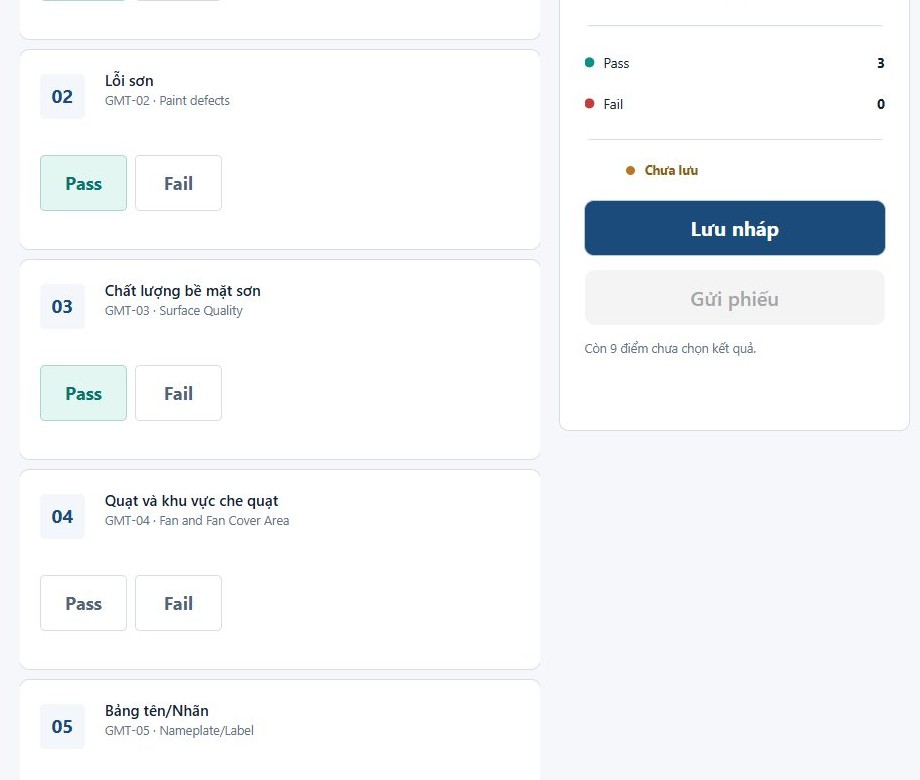 02
Lỗi sơn
GMT-02 · Paint defects
Pass
Fail
03
Chất lượng bề mặt sơn
GMT-03 · Surface Quality
Pass
Fail
04
Quạt và khu vực che quạt
GMT-04 · Fan and Fan Cover Area
Pass
Fail
05
Bảng tên/Nhãn
GMT-05 · Nameplate/Label
Pass 3
Fail 0
Chưa lưu
Lưu nháp
Gửi phiếu
Còn 9 điểm chưa chọn kết quả.